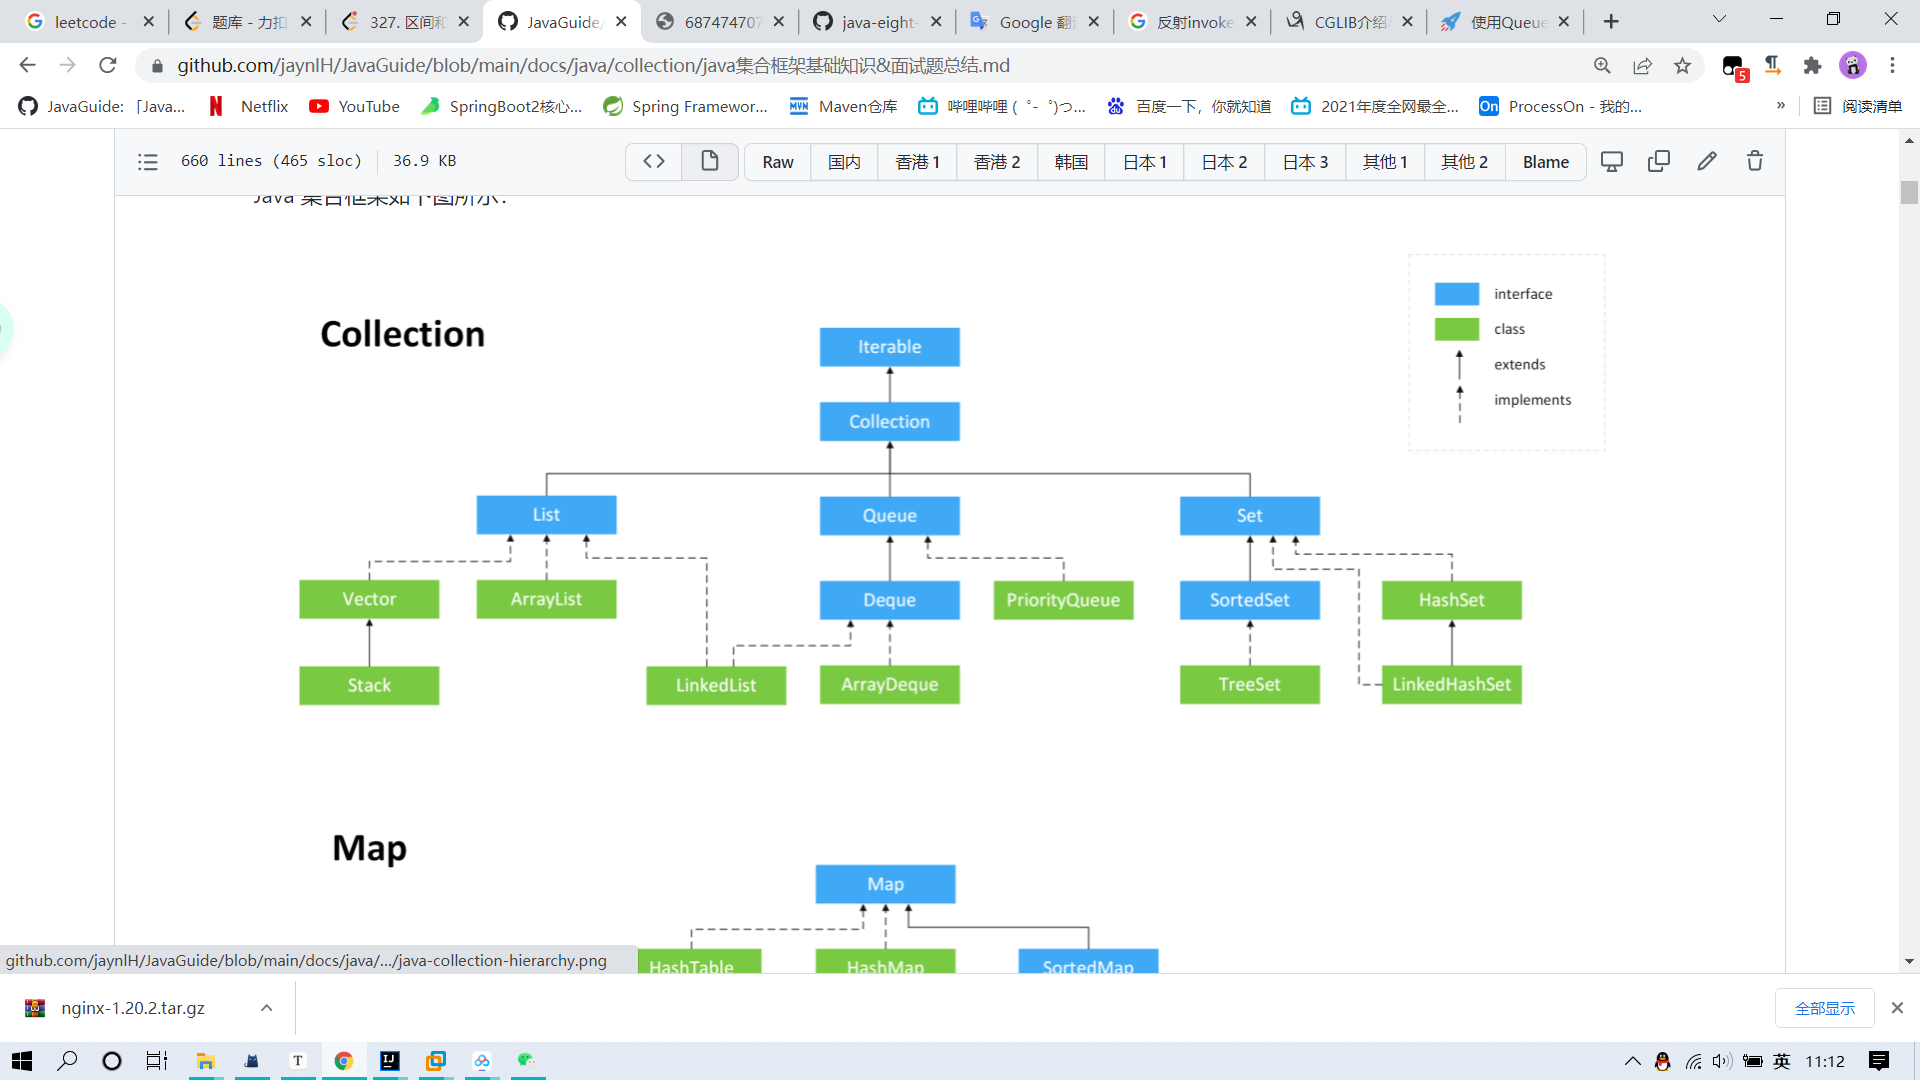 leetcode -
题库 - 力扣
327. 区间和
JavaGuide/
687474707
java-eight-
Google 翻译
反射invoke
CGLIB介绍
使用Queue
github.com/jaynlH/JavaGuide/blob/main/docs/java/collection/java集合框架基础知识&面试题总结.md
5
JavaGuide: 「Java...
Netflix
YouTube
SpringBoot2核心...
Spring Framewor...
MVN
Maven仓库
哔哩哔哩 ( ゜- ゜)つ...
百度一下，你就知道
2021年度全网最全...
On
ProcessOn - 我的...
»
阅读清单
660 lines (465 sloc)
36.9 KB
Raw
国内
香港 1
香港 2
韩国
日本 1
日本 2
日本 3
其他 1
其他 2
Blame
Java 集合框架如下图所示：
interface
class
extends
implements
Collection
Iterable
Collection
List
Queue
Set
Vector
ArrayList
Deque
PriorityQueue
SortedSet
HashSet
Stack
LinkedList
ArrayDeque
TreeSet
LinkedHashSet
Map
Map
HashTable
HashMap
SortedMap
github.com/jaynlH/JavaGuide/blob/main/docs/java/.../java-collection-hierarchy.png
nginx-1.20.2.tar.gz
全部显示
T
IJ
英
11:12